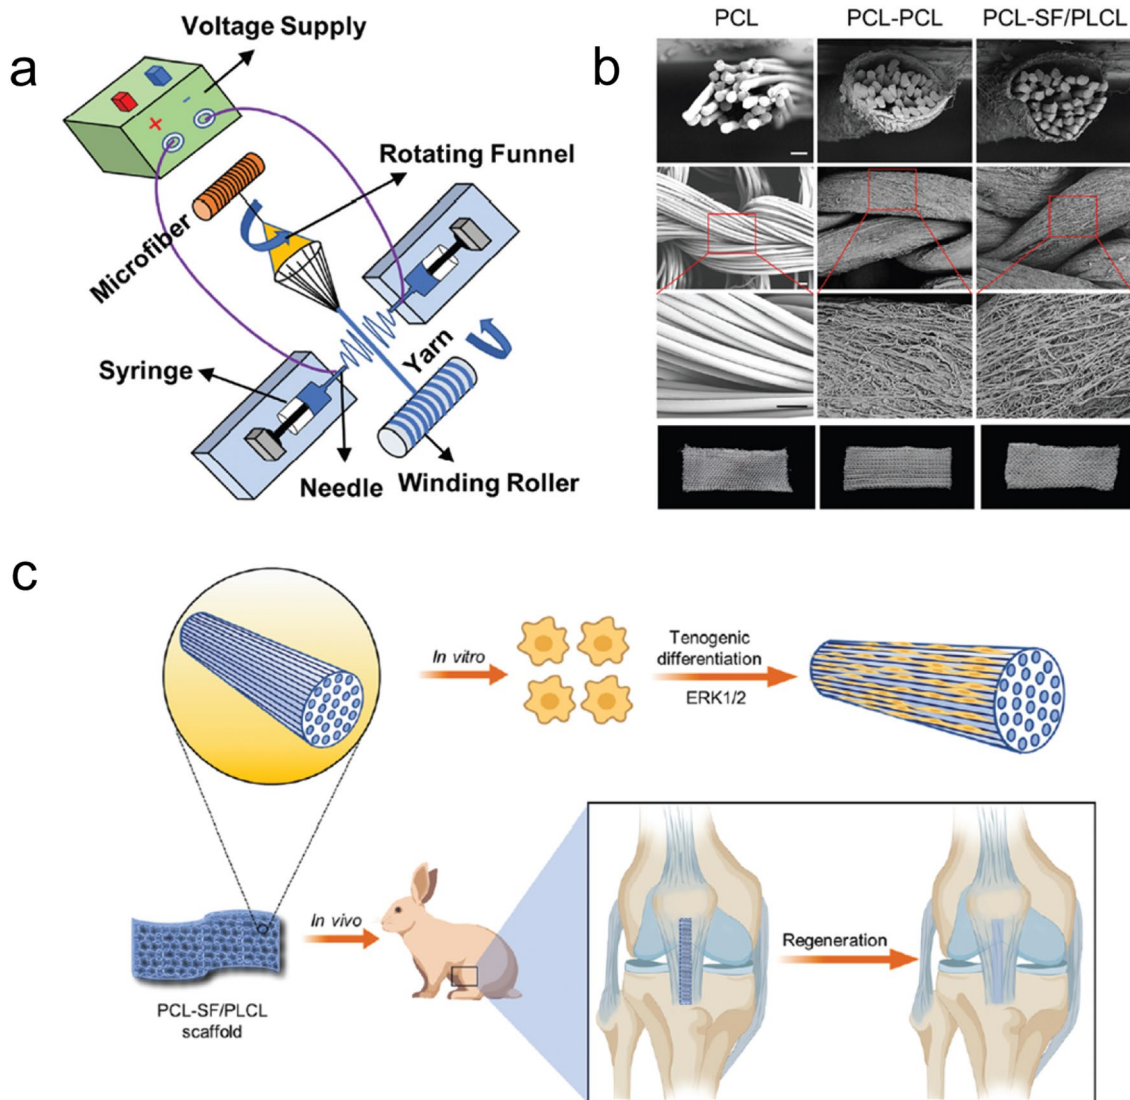 a
Voltage Supply
+
-
Rotating Funnel
Microfiber
Syringe
Yarn
Needle
Winding Roller
b
PCL
PCL-PCL
PCL-SF/PLCL
c
In vitro
Tenogenic
differentiation
ERK1/2
In vivo
PCL-SF/PLCL
scaffold
Regeneration